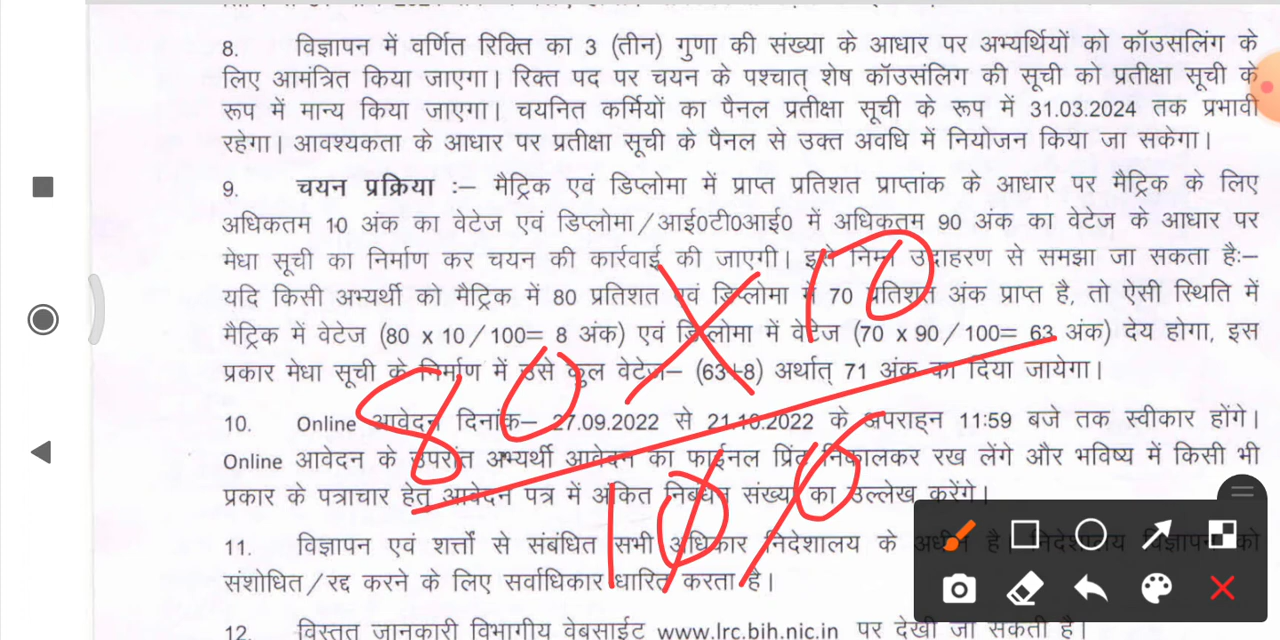 8. विज्ञापन में वर्णित रिक्ति का 3 (तीन) गुणा की संख्या के आधार पर अभ्यर्थियों को कॉउसलिंग के
लिए आमंत्रित किया जाएगा। रिक्त पद पर चयन के पश्चात् शेष कॉउसंलिग की सूची को प्रतीक्षा सूची के
रूप में मान्य किया जाएगा। चयनित कर्मियों का पैनल प्रतीक्षा सूची के रूप में 31.03.2024 तक प्रभावी
रहेगा। आवश्यकता के आधार पर प्रतीक्षा सूची के पैनल से उक्त अवधि में नियोजन किया जा सकेगा।
9. चयन प्रक्रिया :– मैट्रिक एवं डिप्लोमा में प्राप्त प्रतिशत प्राप्तांक के आधार पर मैट्रिक के लिए
अधिकतम 10 अंक का वेटेज एवं डिप्लोमा/आई0टी0आई0 में अधिकतम 90 अंक का वेटेज के आधार पर
मेधा सूची का निर्माण कर चयन की कार्रवाई की जाएगी। इसे निम्न उदाहरण से समझा जा सकता है:–
यदि किसी अभ्यर्थी को मैट्रिक में 80 प्रतिशत एवं डिप्लोमा में 70 प्रतिशत अंक प्राप्त है, तो ऐसी स्थिति में
मैट्रिक में वेटेज (80 x 10/100= 8 अंक) एवं डिप्लोमा में वेटेज (70 x 90/100= 63 अंक) देय होगा, इस
प्रकार मेधा सूची के निर्माण में उसे कुल वेटेज– (63+8) अर्थात् 71 अंक का दिया जायेगा।
80 X 10
100
10. Online आवेदन दिनांक– 27.09.2022 से 21.10.2022 के अपराह्न 11:59 बजे तक स्वीकार होंगे।
Online आवेदन के उपरांत अभ्यर्थी आवेदन का फाईनल प्रिंट निकालकर रख लेंगे और भविष्य में किसी भी
प्रकार के पत्राचार हेतु आवेदन पत्र में अंकित निबंधन संख्या का उल्लेख करेंगे।
11. विज्ञापन एवं शर्त्तों से संबंधित सभी अधिकार निदेशालय के अधीन है। निदेशालय विज्ञापन को
संशोधित/रद्द करने के लिए सर्वाधिकार धारित करता है।
12. विस्तृत जानकारी विभागीय वेबसाईट www.lrc.bih.nic.in पर देखी जा सकती है।